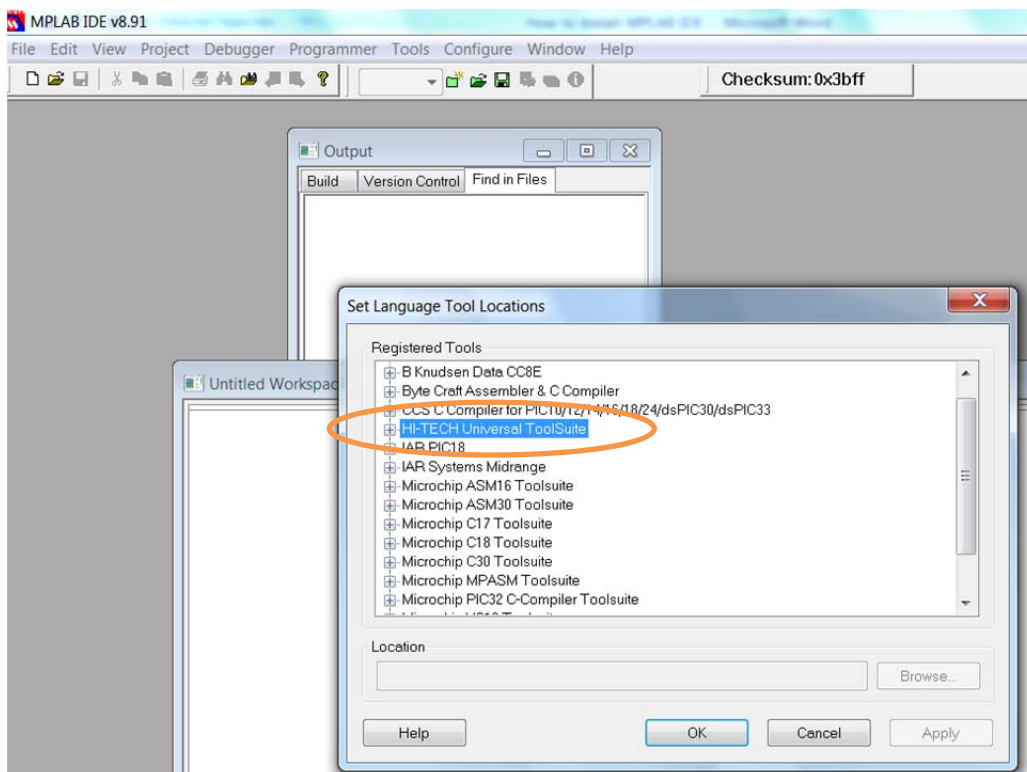 MPLAB IDE v8.91
File Edit View Project Debugger Programmer Tools Configure Window Help
Checksum: 0x3bff
Output
Build Version Control Find in Files
Set Language Tool Locations
Registered Tools
B Knudsen Data CC8E
Byte Craft Assembler & C Compiler
CCS C Compiler for PIC10/12/14/16/18/24/dsPIC30/dsPIC33
HI-TECH Universal ToolSuite
IAR PIC18
IAR Systems Midrange
Microchip ASM16 Toolsuite
Microchip ASM30 Toolsuite
Microchip C17 Toolsuite
Microchip C18 Toolsuite
Microchip C30 Toolsuite
Microchip MPASM Toolsuite
Microchip PIC32 C-Compiler Toolsuite
Untitled Workspac
Location
Browse...
Help OK Cancel Apply